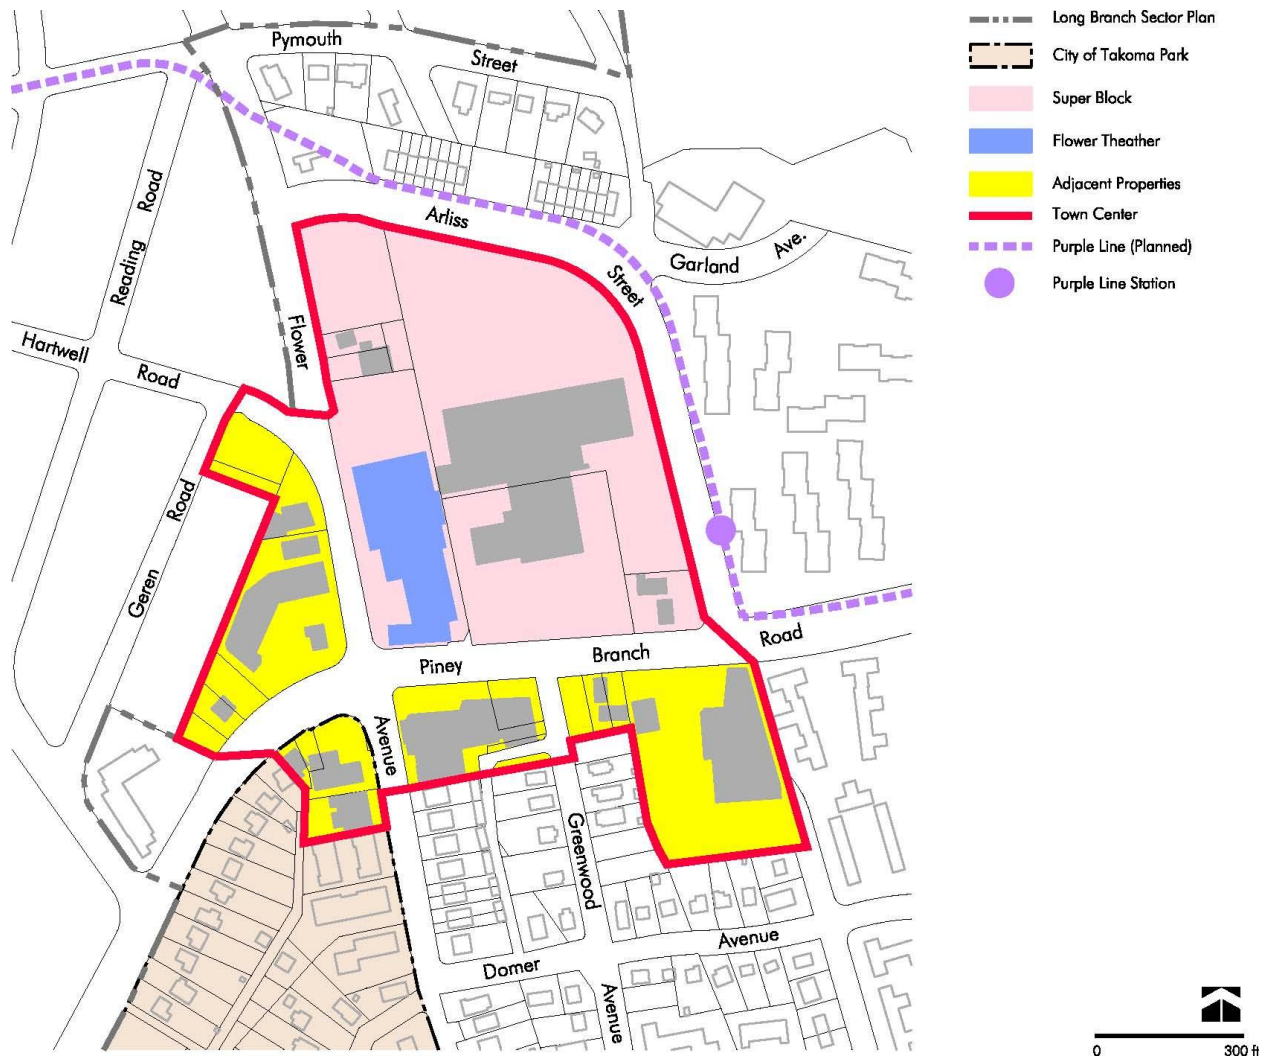 Pymouth
Street
Long Branch Sector Plan
City of Takoma Park
Super Block
Flower Theather
Adjacent Properties
Town Center
Purple Line (Planned)
Purple Line Station
Reading Road
Arliss
Street
Garland Ave.
Flower
Hartwell
Road
Geren Road
Piney
Branch
Road
Avenue
Greenwood
Domer
Avenue
Avenue
0 300 ft